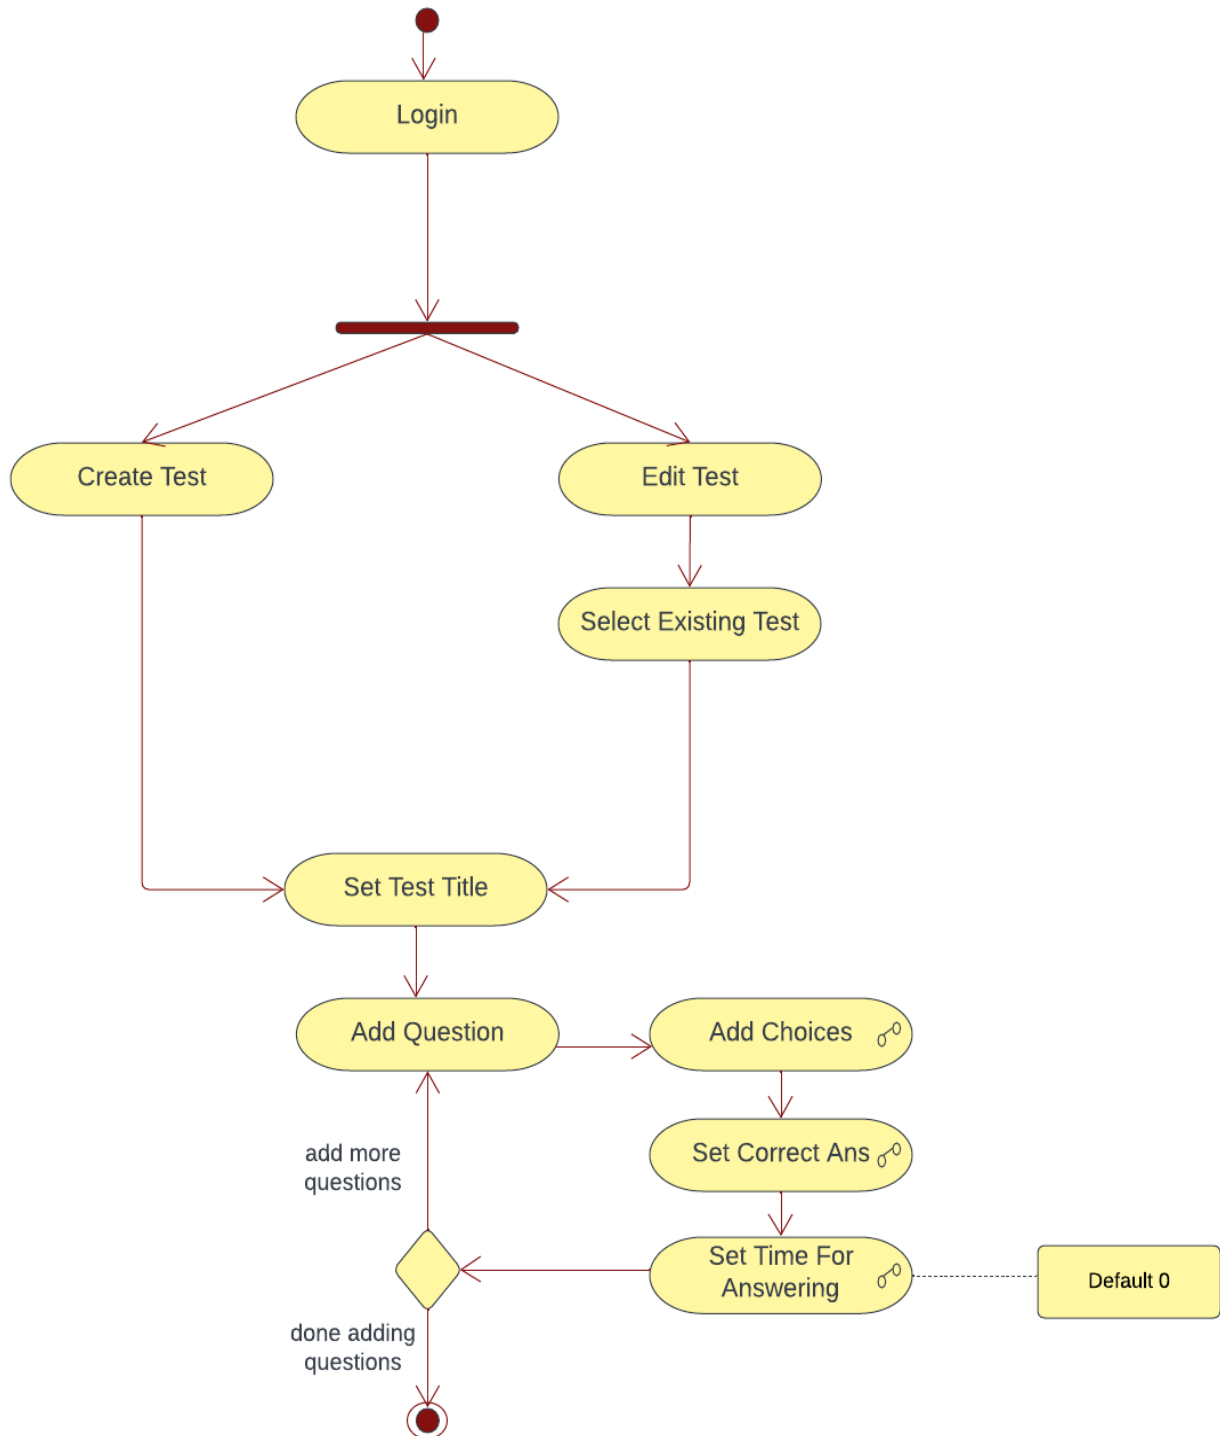 Login
Create Test
Edit Test
Select Existing Test
Set Test Title
Add Question
Add Choices
add more
questions
Set Correct Ans
Set Time For
Answering
Default 0
done adding
questions